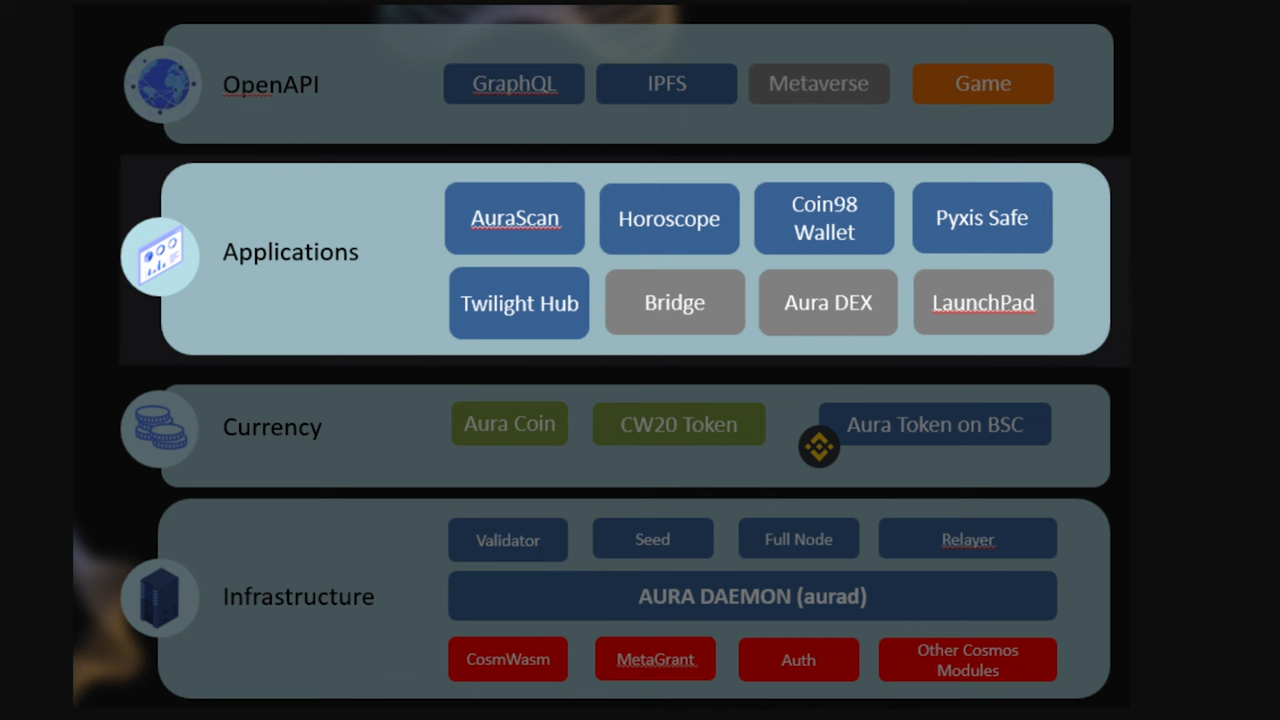 OpenAPI
GraphQL
IPFS
Metaverse
Game
Applications
AuraScan
Horoscope
Coin98
Wallet
Pyxis Safe
Twilight Hub
Bridge
Aura DEX
LaunchPad
Currency
Aura Coin
CW20 Token
Aura Token on BSC
Infrastructure
Validator
Seed
Full Node
Relayer
AURA DAEMON (aurad)
CosmWasm
MetaGrant
Auth
Other Cosmos
Modules